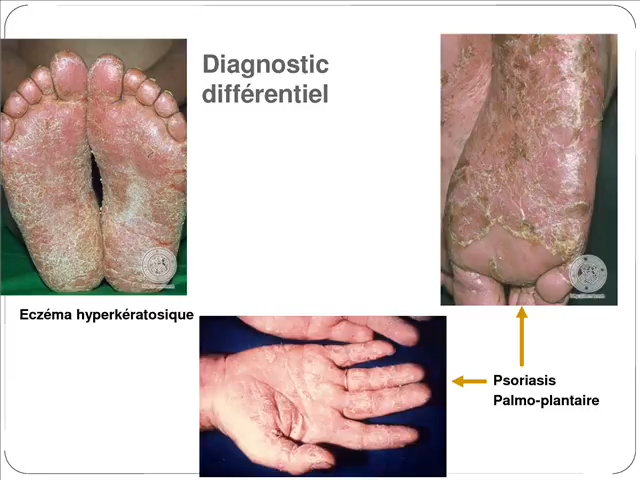 Diagnostic
différentiel
Eczéma hyperkératosique
Psoriasis
Palmo-plantaire